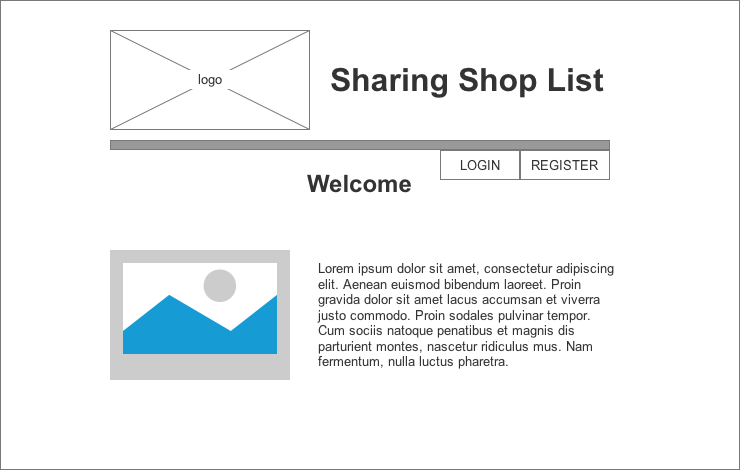 logo
Sharing Shop List
LOGIN
REGISTER
Welcome
Lorem ipsum dolor sit amet, consectetur adipiscing
elit. Aenean euismod bibendum laoreet. Proin
gravida dolor sit amet lacus accumsan et viverra
justo commodo. Proin sodales pulvinar tempor.
Cum sociis natoque penatibus et magnis dis
parturient montes, nascetur ridiculus mus. Nam
fermentum, nulla luctus pharetra.